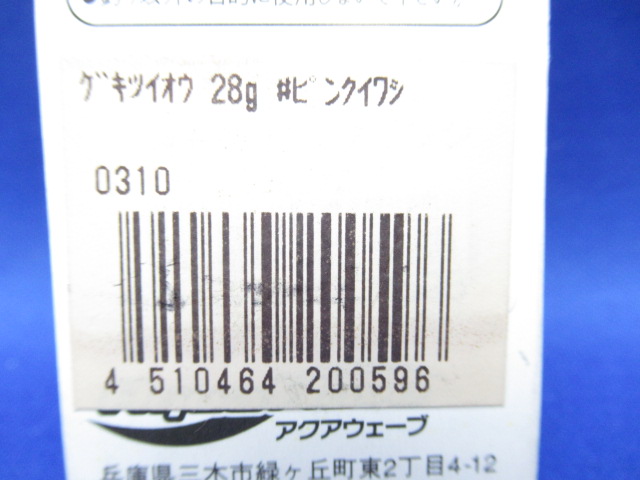 ｹﾞｷﾂｲｵｳ 28g #ﾋﾟﾝｸｲﾜｼ
0310
4 510464 200596
アクアウェーブ
兵庫県三木市緑ヶ丘町東2丁目4-12